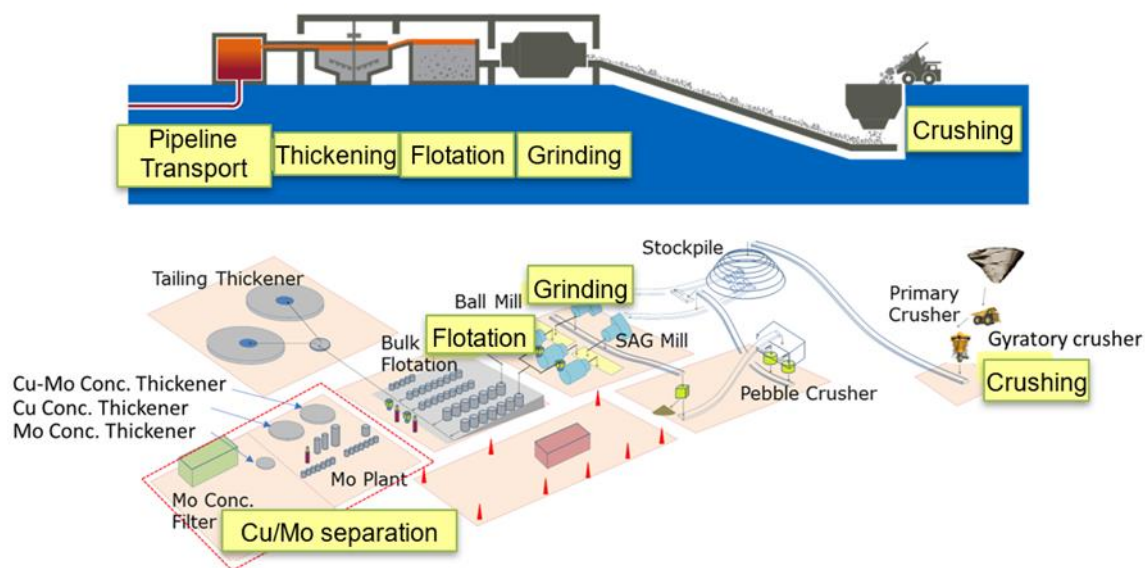 Pipeline
Transport
Thickening
Flotation
Grinding
Crushing
Stockpile
Tailing Thickener
Primary
Crusher
Ball Mill
Grinding
Gyratory crusher
Flotation
SAG Mill
Bulk
Flotation
Crushing
Pebble Crusher
Cu-Mo Conc. Thickener
Cu Conc. Thickener
Mo Conc. Thickener
Mo Plant
Mo Conc.
Filter
Cu/Mo separation